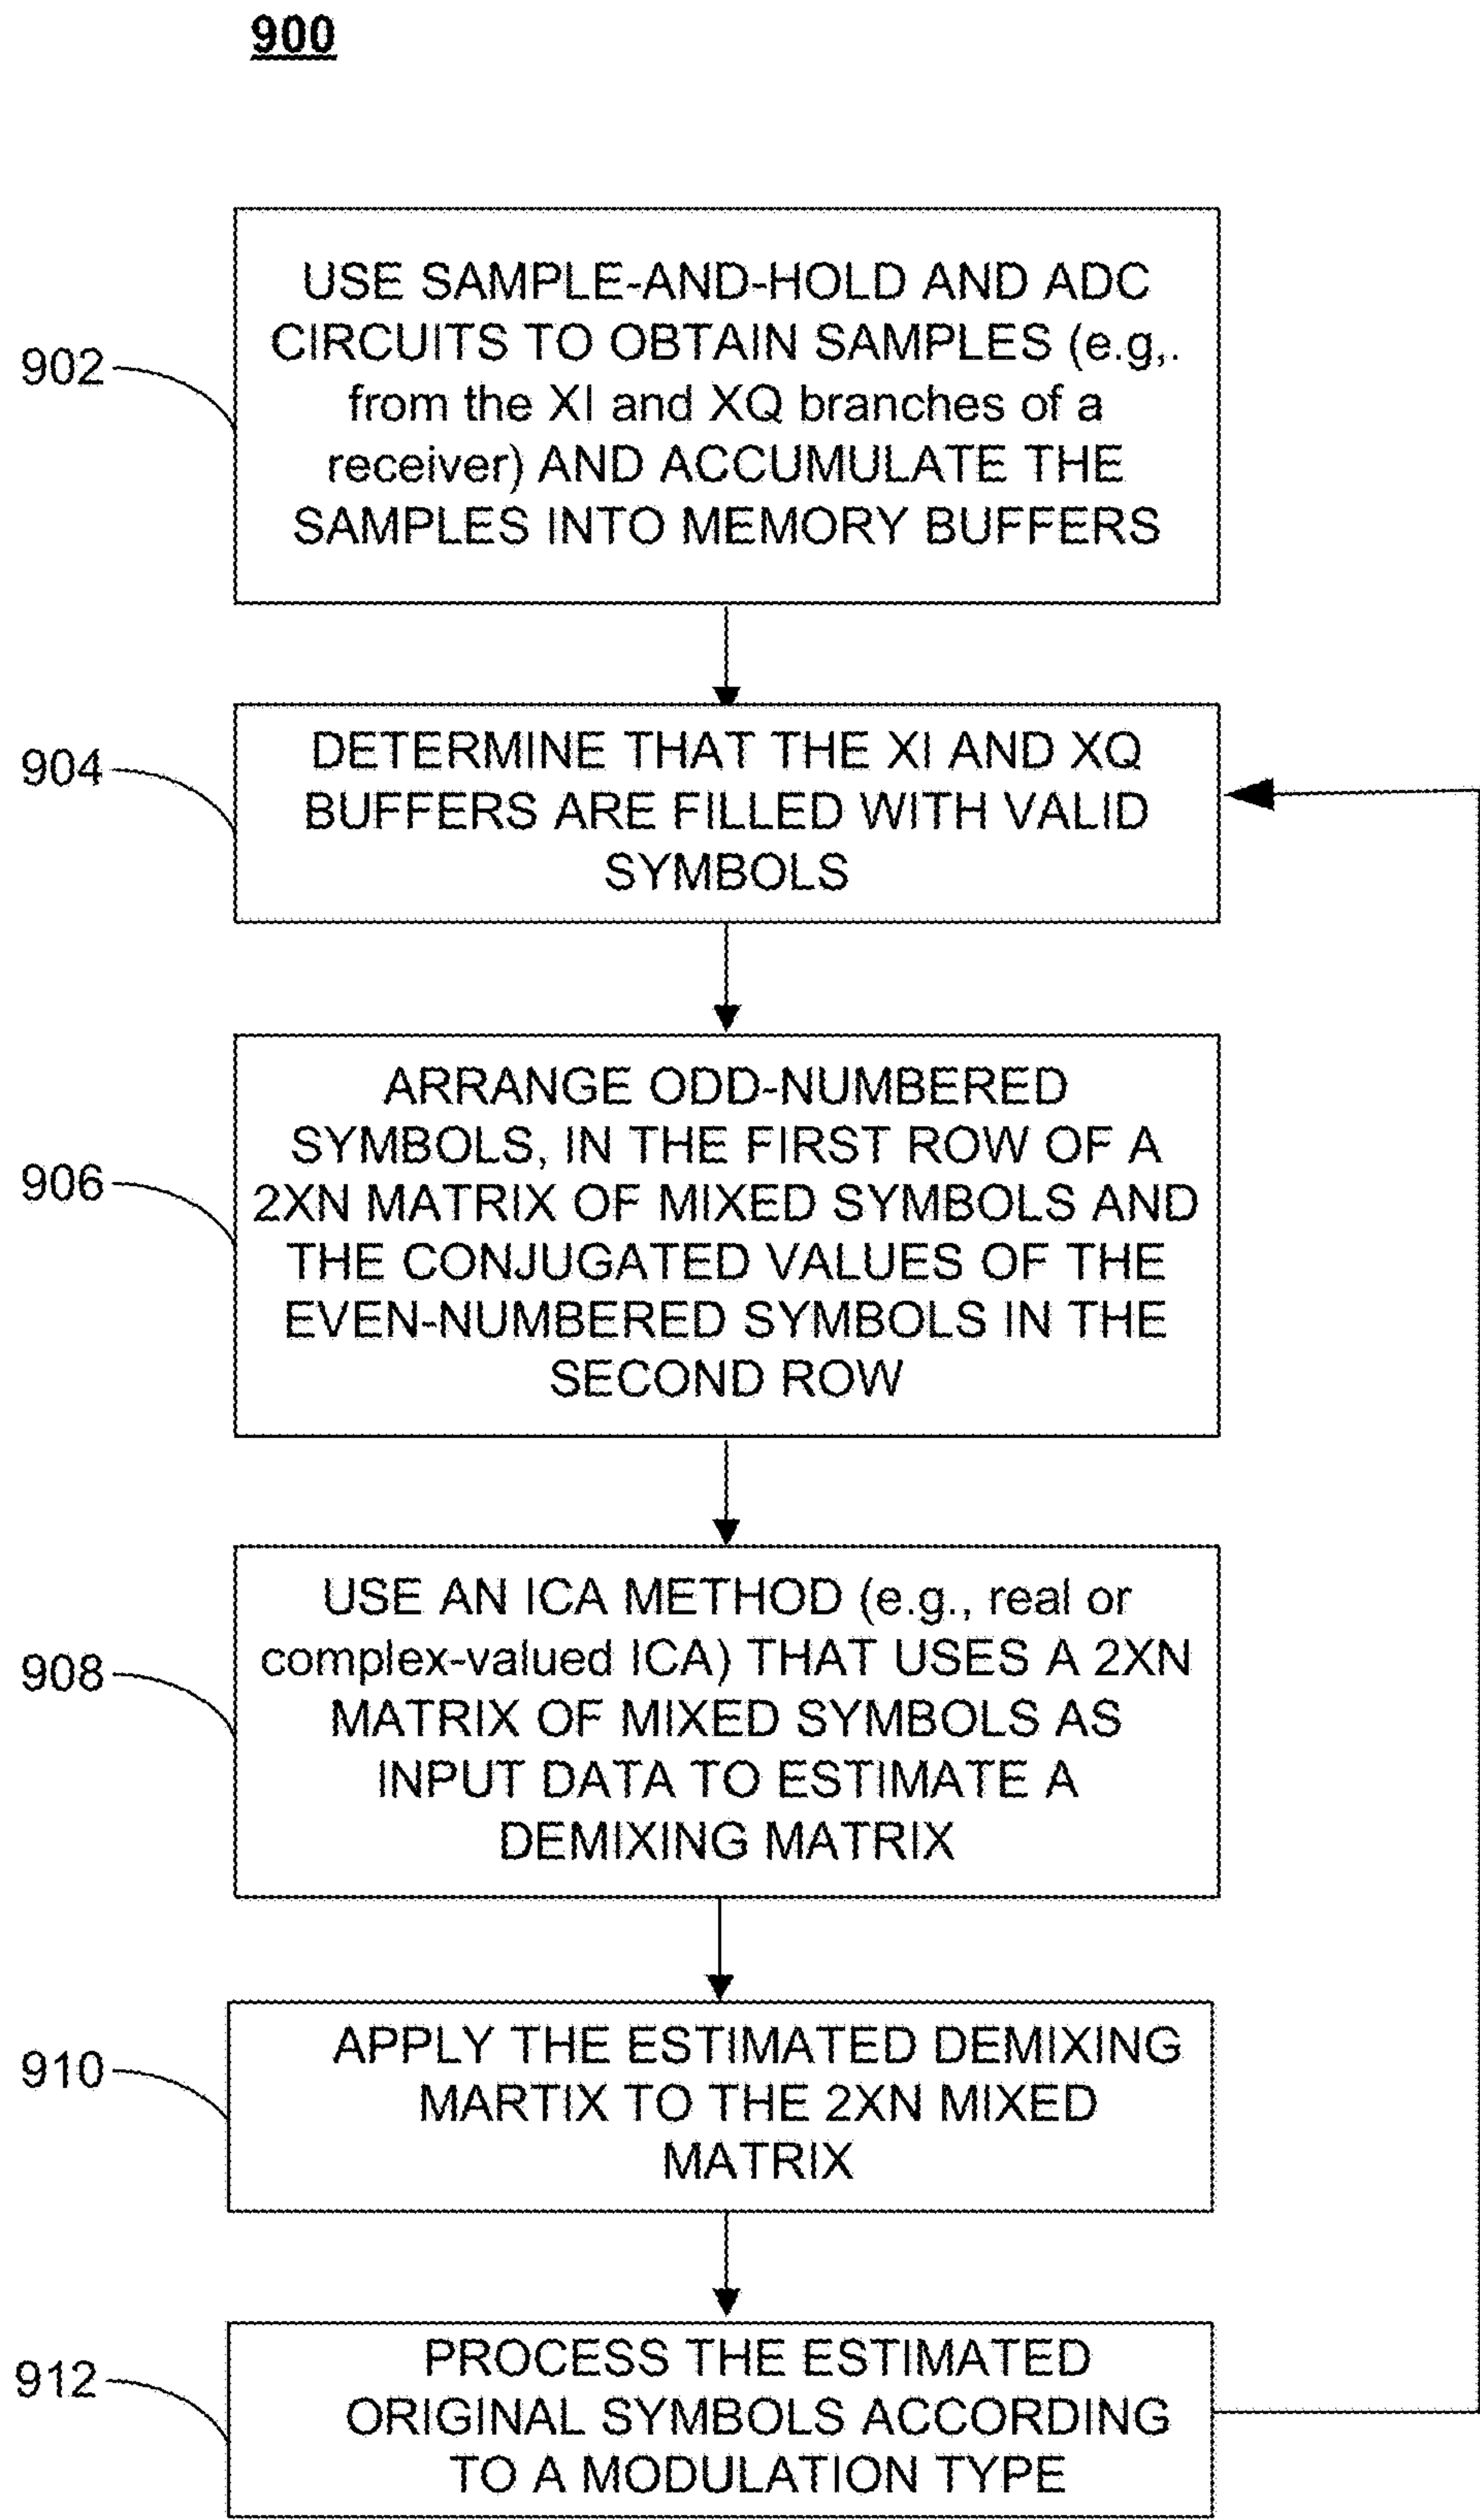 900
902
USE SAMPLE-AND-HOLD AND ADC
CIRCUITS TO OBTAIN SAMPLES (e.g,.
from the XI and XQ branches of a
receiver) AND ACCUMULATE THE
SAMPLES INTO MEMORY BUFFERS
904
DETERMINE THAT THE XI AND XQ
BUFFERS ARE FILLED WITH VALID
SYMBOLS
906
ARRANGE ODD-NUMBERED
SYMBOLS, IN THE FIRST ROW OF A
2XN MATRIX OF MIXED SYMBOLS AND
THE CONJUGATED VALUES OF THE
EVEN-NUMBERED SYMBOLS IN THE
SECOND ROW
908
USE AN ICA METHOD (e.g., real or
complex-valued ICA) THAT USES A 2XN
MATRIX OF MIXED SYMBOLS AS
INPUT DATA TO ESTIMATE A
DEMIXING MATRIX
910
APPLY THE ESTIMATED DEMIXING
MARTIX TO THE 2XN MIXED
MATRIX
912
PROCESS THE ESTIMATED
ORIGINAL SYMBOLS ACCORDING
TO A MODULATION TYPE